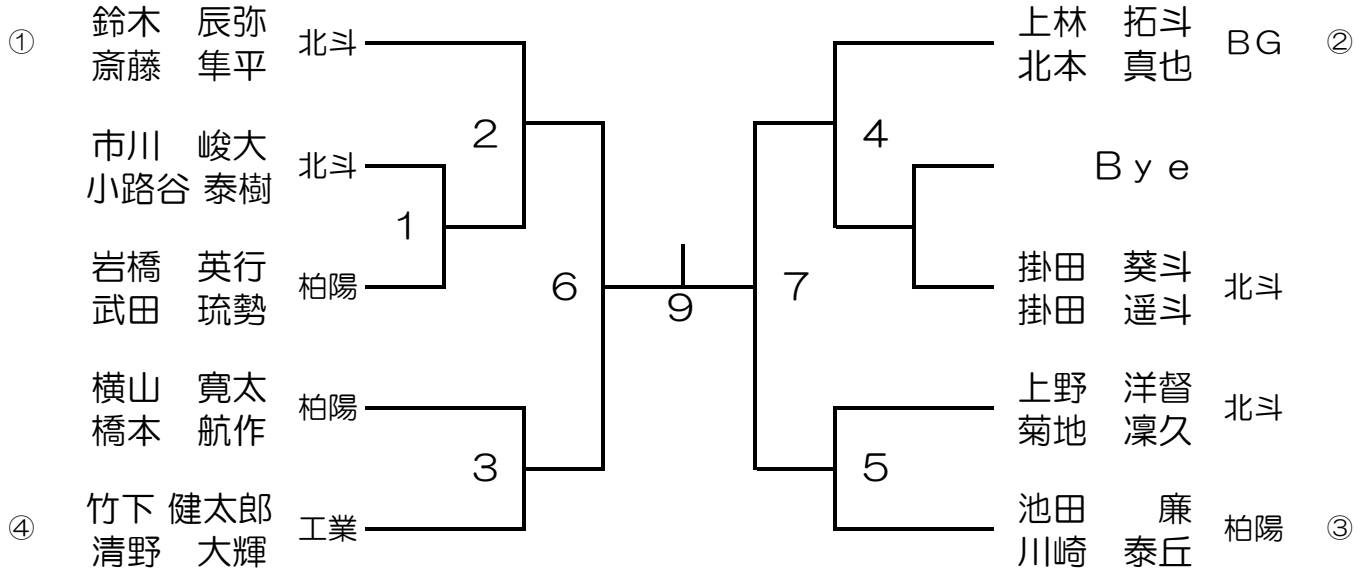 ① 鈴木　辰弥 北斗
斎藤　隼平
市川　峻大 北斗
小路谷 泰樹
岩橋　英行 柏陽
武田　琉勢
横山　寛太 柏陽
橋本　航作
④ 竹下 健太郎 工業
清野　大輝
2
1
6
3
9
4
7
5
上林　拓斗 ＢＧ ②
北本　真也
Ｂｙｅ
掛田　葵斗 北斗
掛田　遥斗
上野　洋督 北斗
菊地　凜久
池田　　廉 柏陽 ③
川崎　泰丘